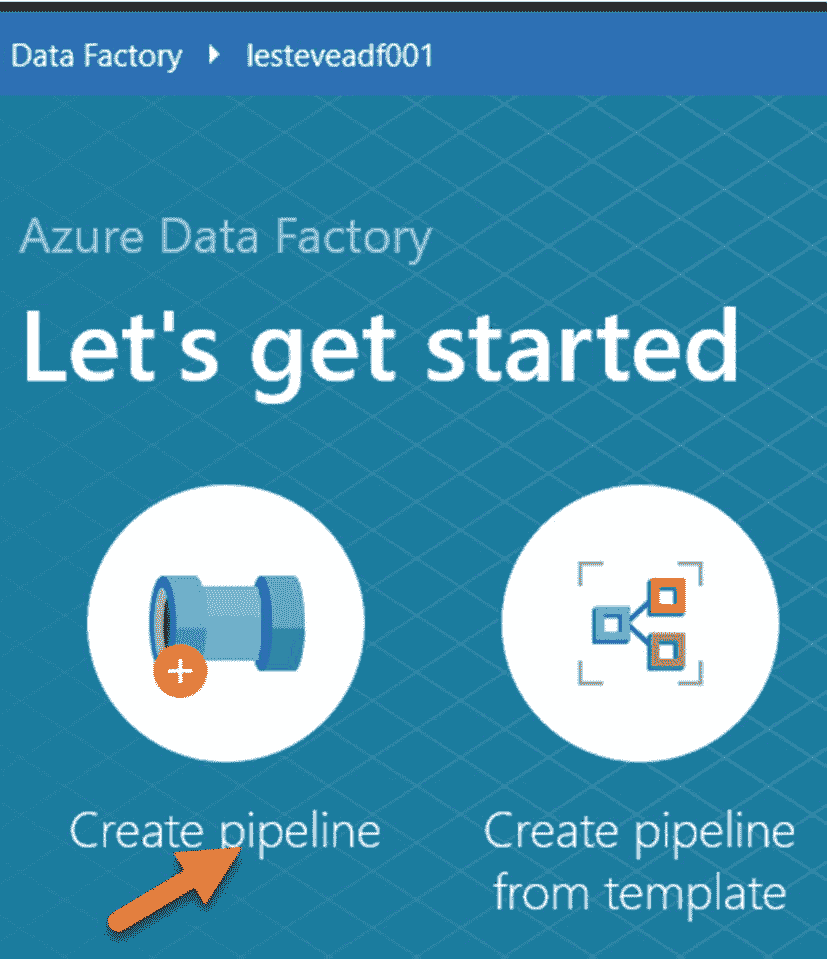 Data Factory lesteveadf001
Azure Data Factory
Let's get started
Create pipeline
Create pipeline
from template